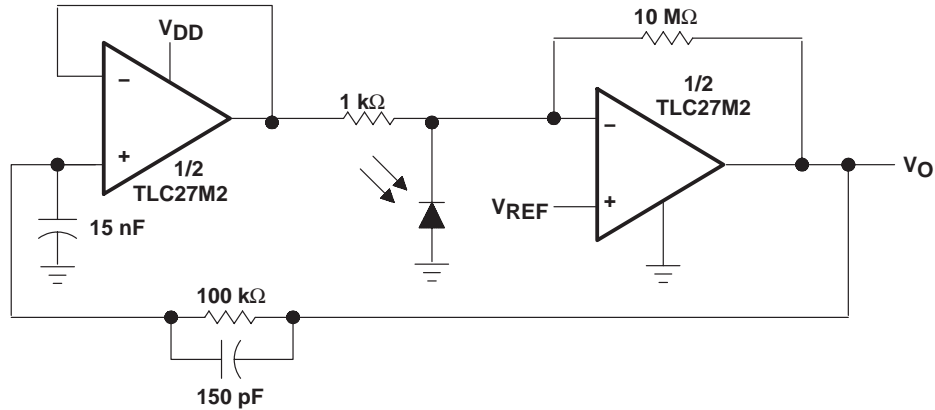 VDD
10 MΩ
1/2
TLC27M2
1 kΩ
−
+
1/2
TLC27M2
−
+
VO
VREF
15 nF
100 kΩ
150 pF